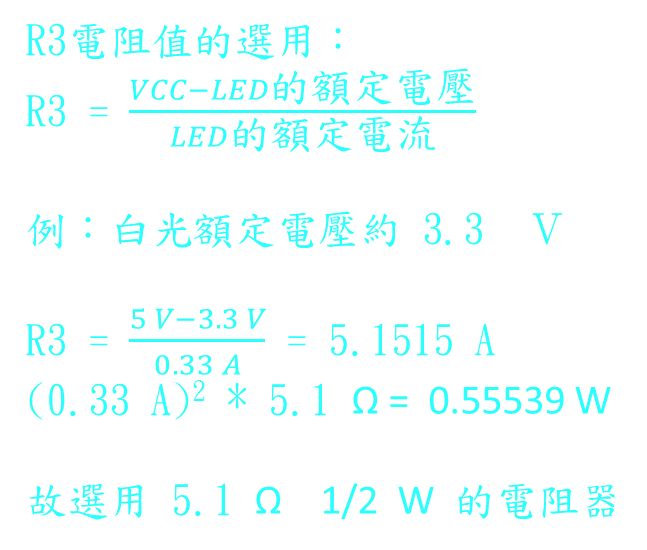 R3電阻值的選用：
R3 = \frac{VCC-LED的額定電壓}{LED的額定電流}
例：白光額定電壓約 3.3 V
R3 = \frac{5 V-3.3 V}{0.33 A} = 5.1515 A
(0.33 A)² * 5.1 Ω = 0.55539 W
故選用 5.1 Ω 1/2 W 的電阻器